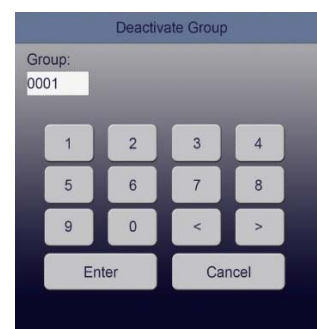 Deactivate Group
Group:
0001
1 2 3 4
5 6 7 8
9 0 < >
Enter Cancel